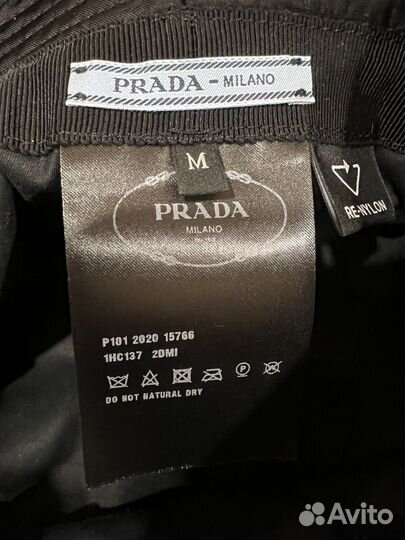 PRADA - MILANO
M
PRADA
MILANO
RE-NYLON
P101 2020 15766
1HC137 2DMI
P
DO NOT NATURAL DRY
Avito